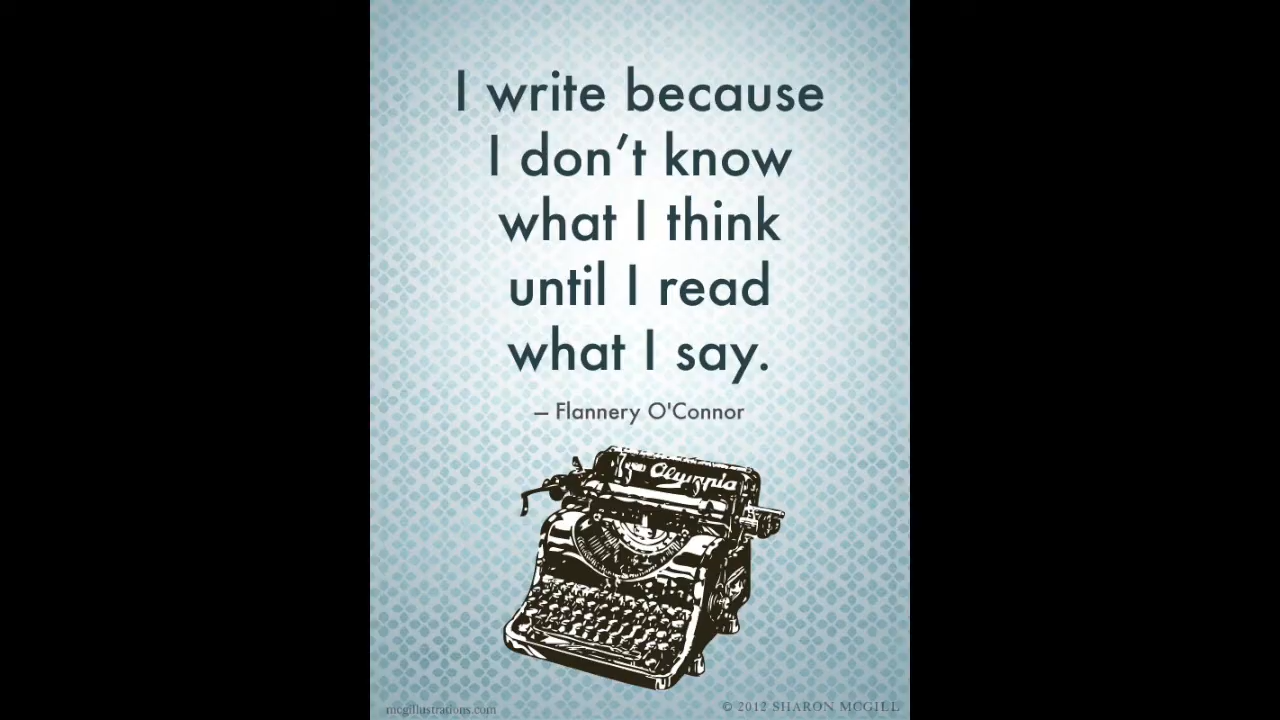 I write because
I don’t know
what I think
until I read
what I say.
— Flannery O'Connor
Olympia
mcgillustrations.com
© 2012 SHARON MCGILL